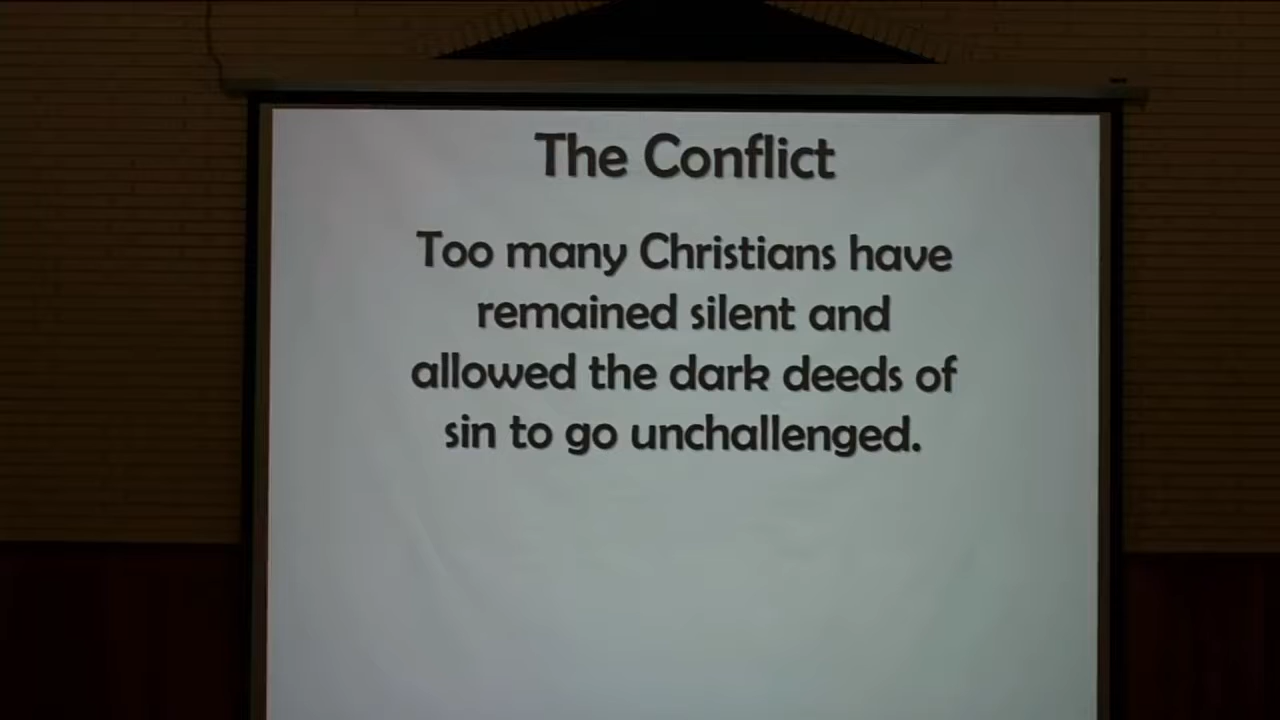 The Conflict
Too many Christians have
remained silent and
allowed the dark deeds of
sin to go unchallenged.